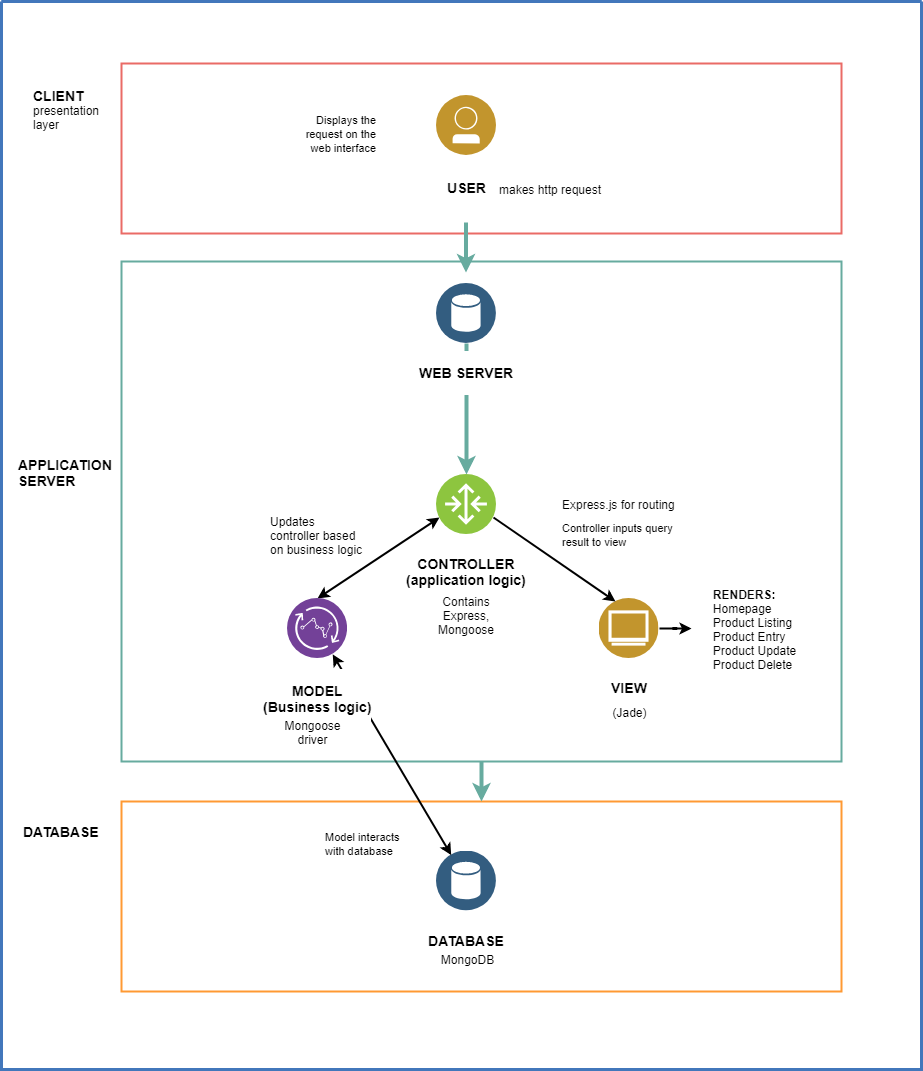 CLIENT
presentation
layer
Displays the
request on the
web interface
USER makes http request
WEB SERVER
APPLICATION
SERVER
Updates
controller based
on business logic
Express.js for routing
Controller inputs query
result to view
CONTROLLER
(application logic)
Contains
Express,
Mongoose
RENDERS:
Homepage
Product Listing
Product Entry
Product Update
Product Delete
MODEL
(Business logic)
Mongoose
driver
VIEW
(Jade)
DATABASE
Model interacts
with database
DATABASE
MongoDB